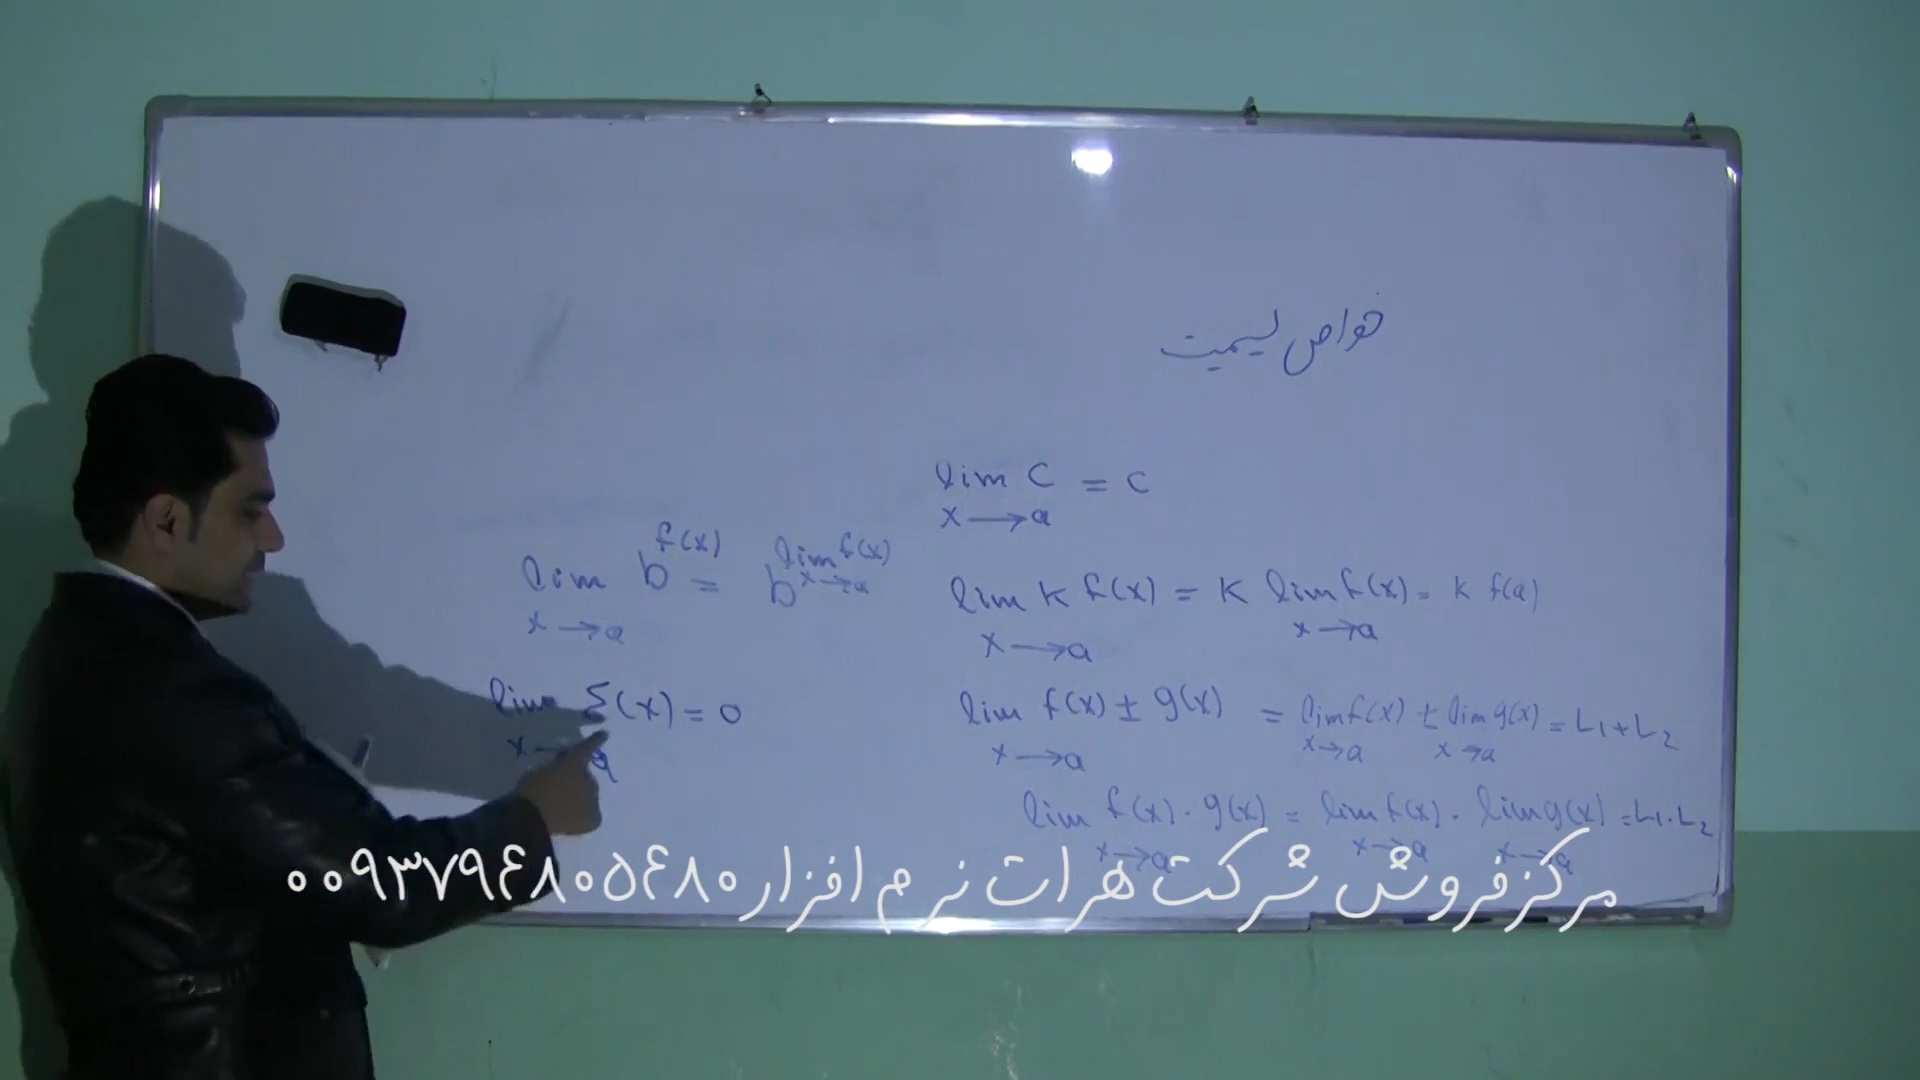 خواص لیمیت
lim C = C
x→a
lim k f(x) = k lim f(x) = k f(a)
x→a x→a
lim f(x) ± g(x) = lim f(x) ± lim g(x) = L1 + L2
x→a x→a x→a
lim f(x) . g(x) = lim f(x) . lim g(x) = L1 . L2
x→a x→a x→a
lim b^f(x) = b^lim f(x)
x→a x→a
lim Σ(x) = 0
x→a
مرکز فروش شرکت هرات نرم افزار ۰۰۹۳۷۹۶۸۰۵۶۸۰